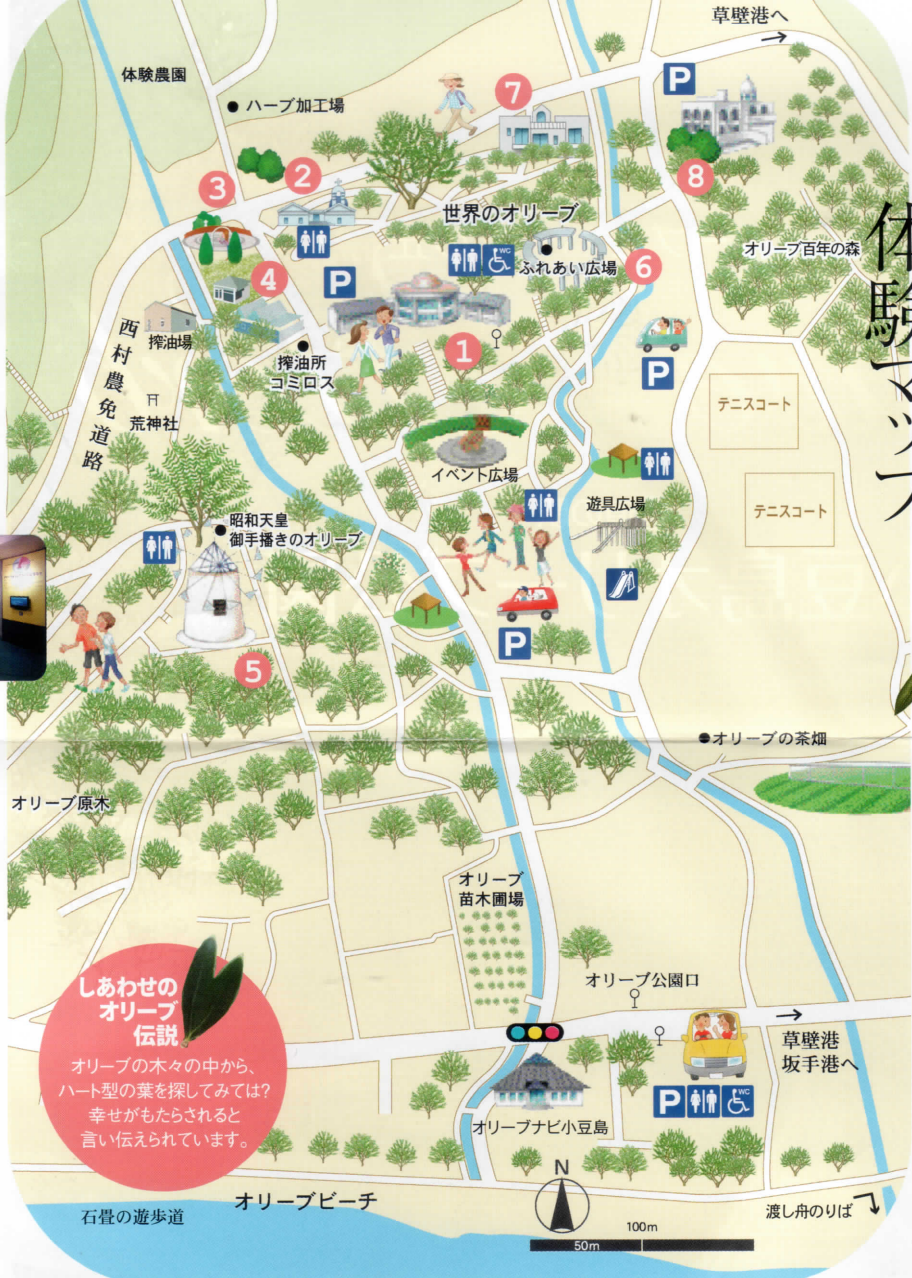 草壁港へ
体験農園
ハーブ加工場
7
P
8
2
3
世界のオリーブ
WC
ふれあい広場
6
オリーブ百年の森
体験マップ
4
P
搾油場
搾油所
コミロス
1
P
西村農免道路
荒神社
テニスコート
イベント広場
遊具広場
テニスコート
昭和天皇
御手播きのオリーブ
P
5
オリーブの茶畑
オリーブ原木
オリーブ
苗木圃場
しあわせの
オリーブ
伝説
オリーブの木々の中から、
ハート型の葉を探してみては?
幸せがもたらされると
言い伝えられています。
オリーブ公園口
草壁港
坂手港へ
P
WC
オリーブナビ小豆島
オリーブビーチ
石畳の遊歩道
N
100m
50m
渡し舟のりば